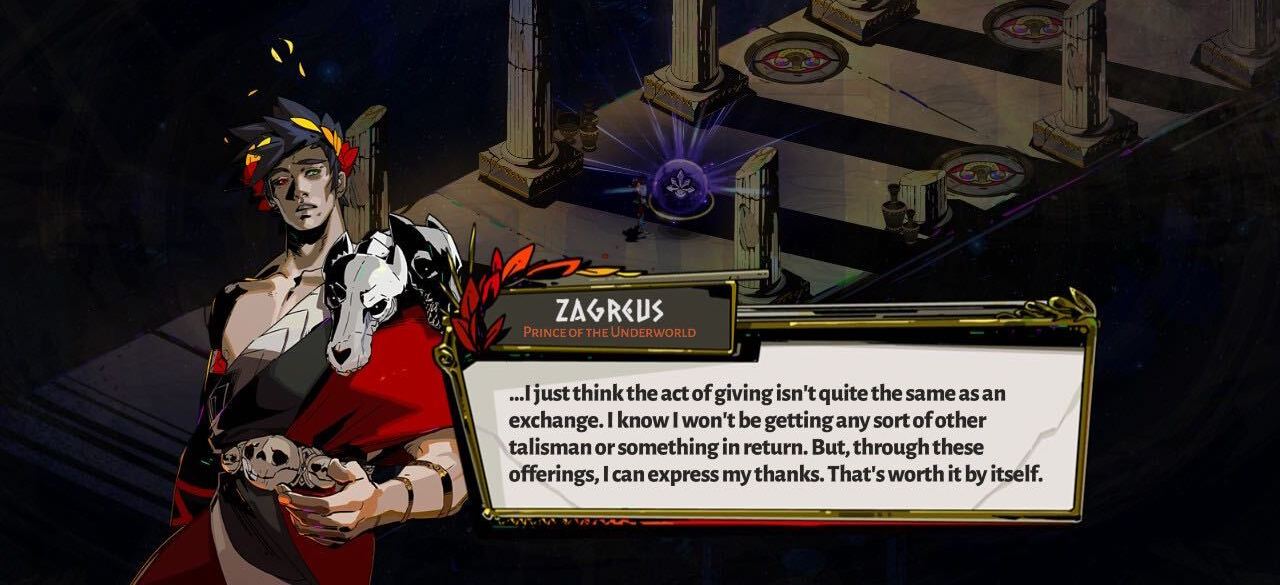 ZAGREUS
PRINCE OF THE UNDERWORLD
...I just think the act of giving isn't quite the same as an
exchange. I know I won't be getting any sort of other
talisman or something in return. But, through these
offerings, I can express my thanks. That's worth it by itself.